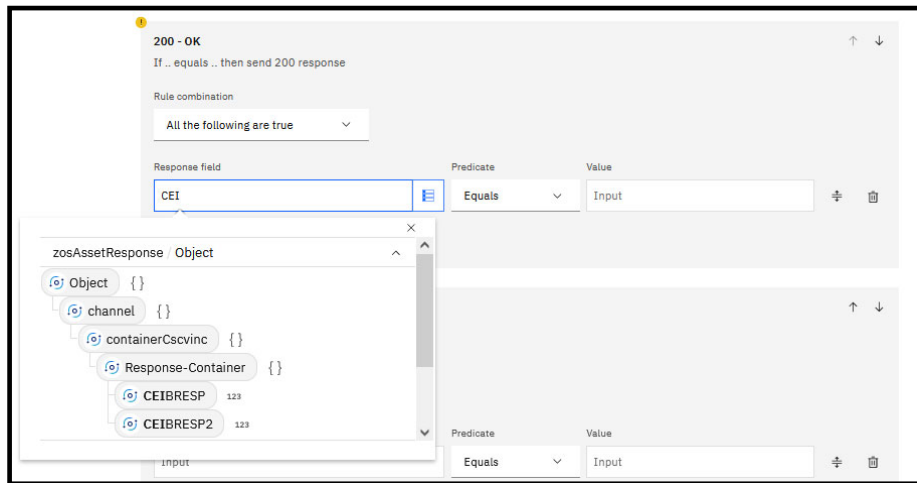 200 - OK
If .. equals .. then send 200 response
Rule combination
All the following are true
Response field Predicate Value
CEI Equals Input
zosAssetResponse / Object
Object { }
channel { }
containerCscvinc { }
Response-Container { }
CEIBRESP 123
CEIBRESP2 123
Predicate Value
Input Equals Input